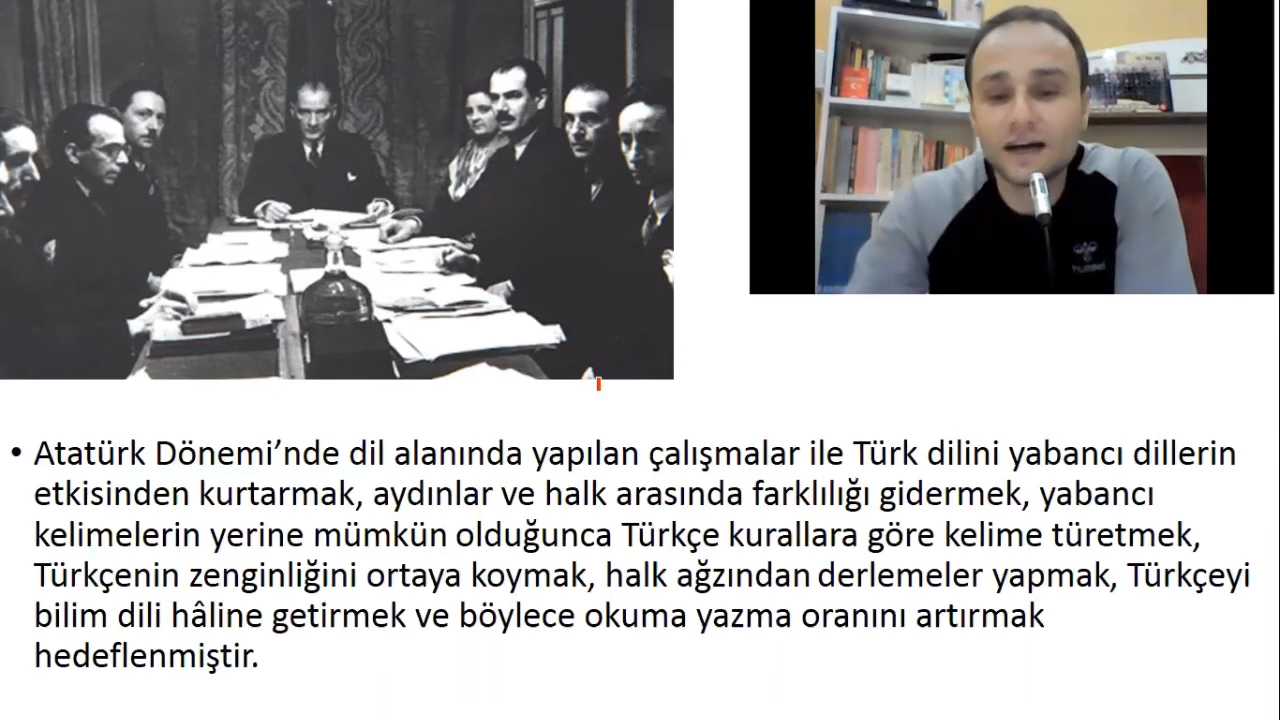 hummel
• Atatürk Dönemi’nde dil alanında yapılan çalışmalar ile Türk dilini yabancı dillerin
etkisinden kurtarmak, aydınlar ve halk arasında farklılığı gidermek, yabancı
kelimelerin yerine mümkün olduğunca Türkçe kurallara göre kelime türetmek,
Türkçenin zenginliğini ortaya koymak, halk ağzından derlemeler yapmak, Türkçeyi
bilim dili hâline getirmek ve böylece okuma yazma oranını artırmak
hedeflenmiştir.